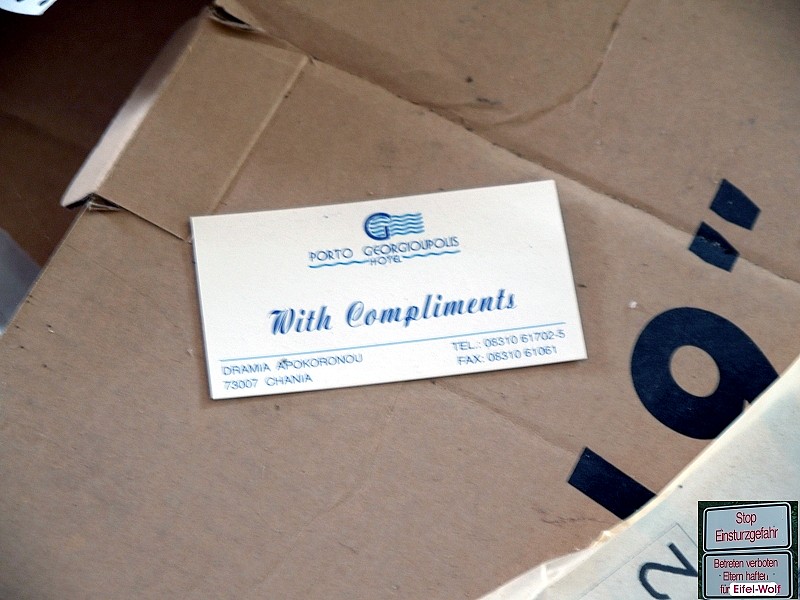 G
PORTO GEORGIOUPOLIS
HOTEL
With Compliments
DRAMIA APOKORONOU
73007 CHANIA
TEL.: 08310 61702-5
FAX: 08310 61061
2
Stop
Einsturzgefahr
Betreten verboten
Eltern haften
für
Eifel-Wolf